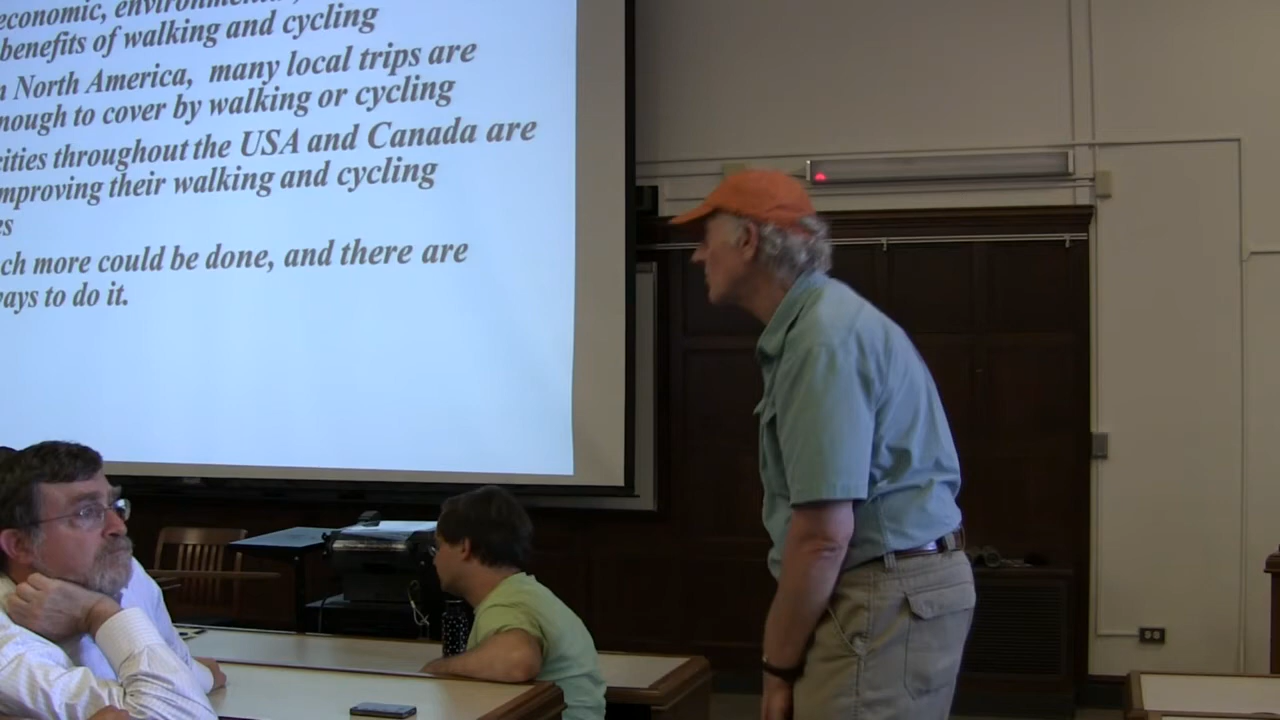 economic, environmental,
benefits of walking and cycling
n North America, many local trips are
nough to cover by walking or cycling
cities throughout the USA and Canada are
mproving their walking and cycling
es
ch more could be done, and there are
ways to do it.